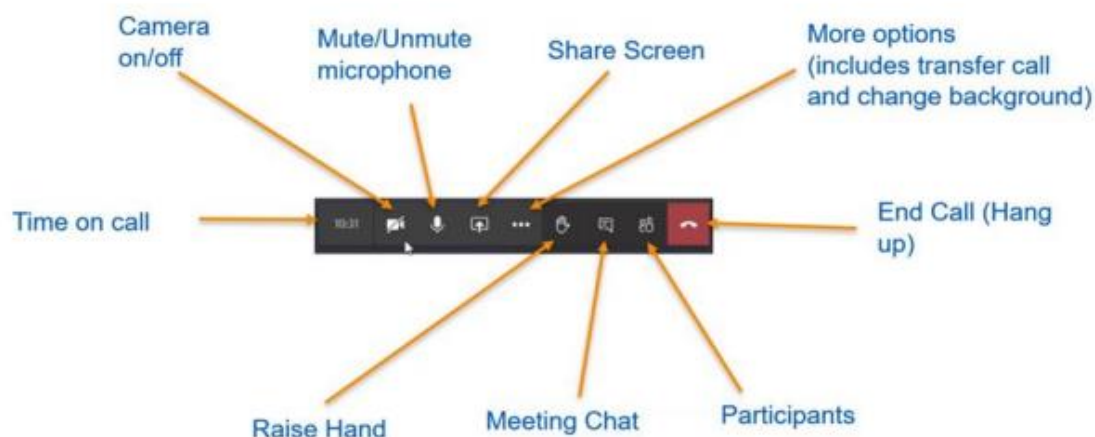 Camera
on/off
Mute/Unmute
microphone
Share Screen
More options
(includes transfer call
and change background)
Time on call
10:31
End Call (Hang
up)
Raise Hand
Meeting Chat
Participants